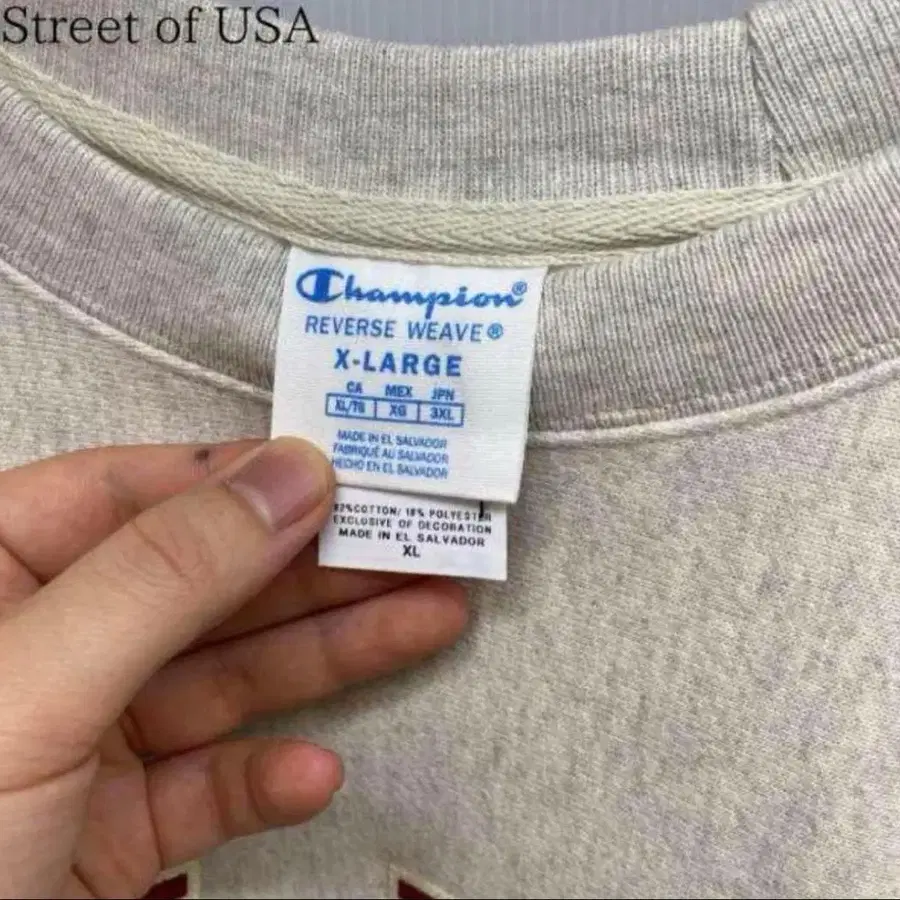 Street of USA
Champion®
REVERSE WEAVE®
X-LARGE
CA MEX JPN
XL/TG XG 3XL
MADE IN EL SALVADOR
FABRIQUÉ AU SALVADOR
HECHO EN EL SALVADOR
82%COTTON/ 18% POLYESTER
EXCLUSIVE OF DECORATION
MADE IN EL SALVADOR
XL